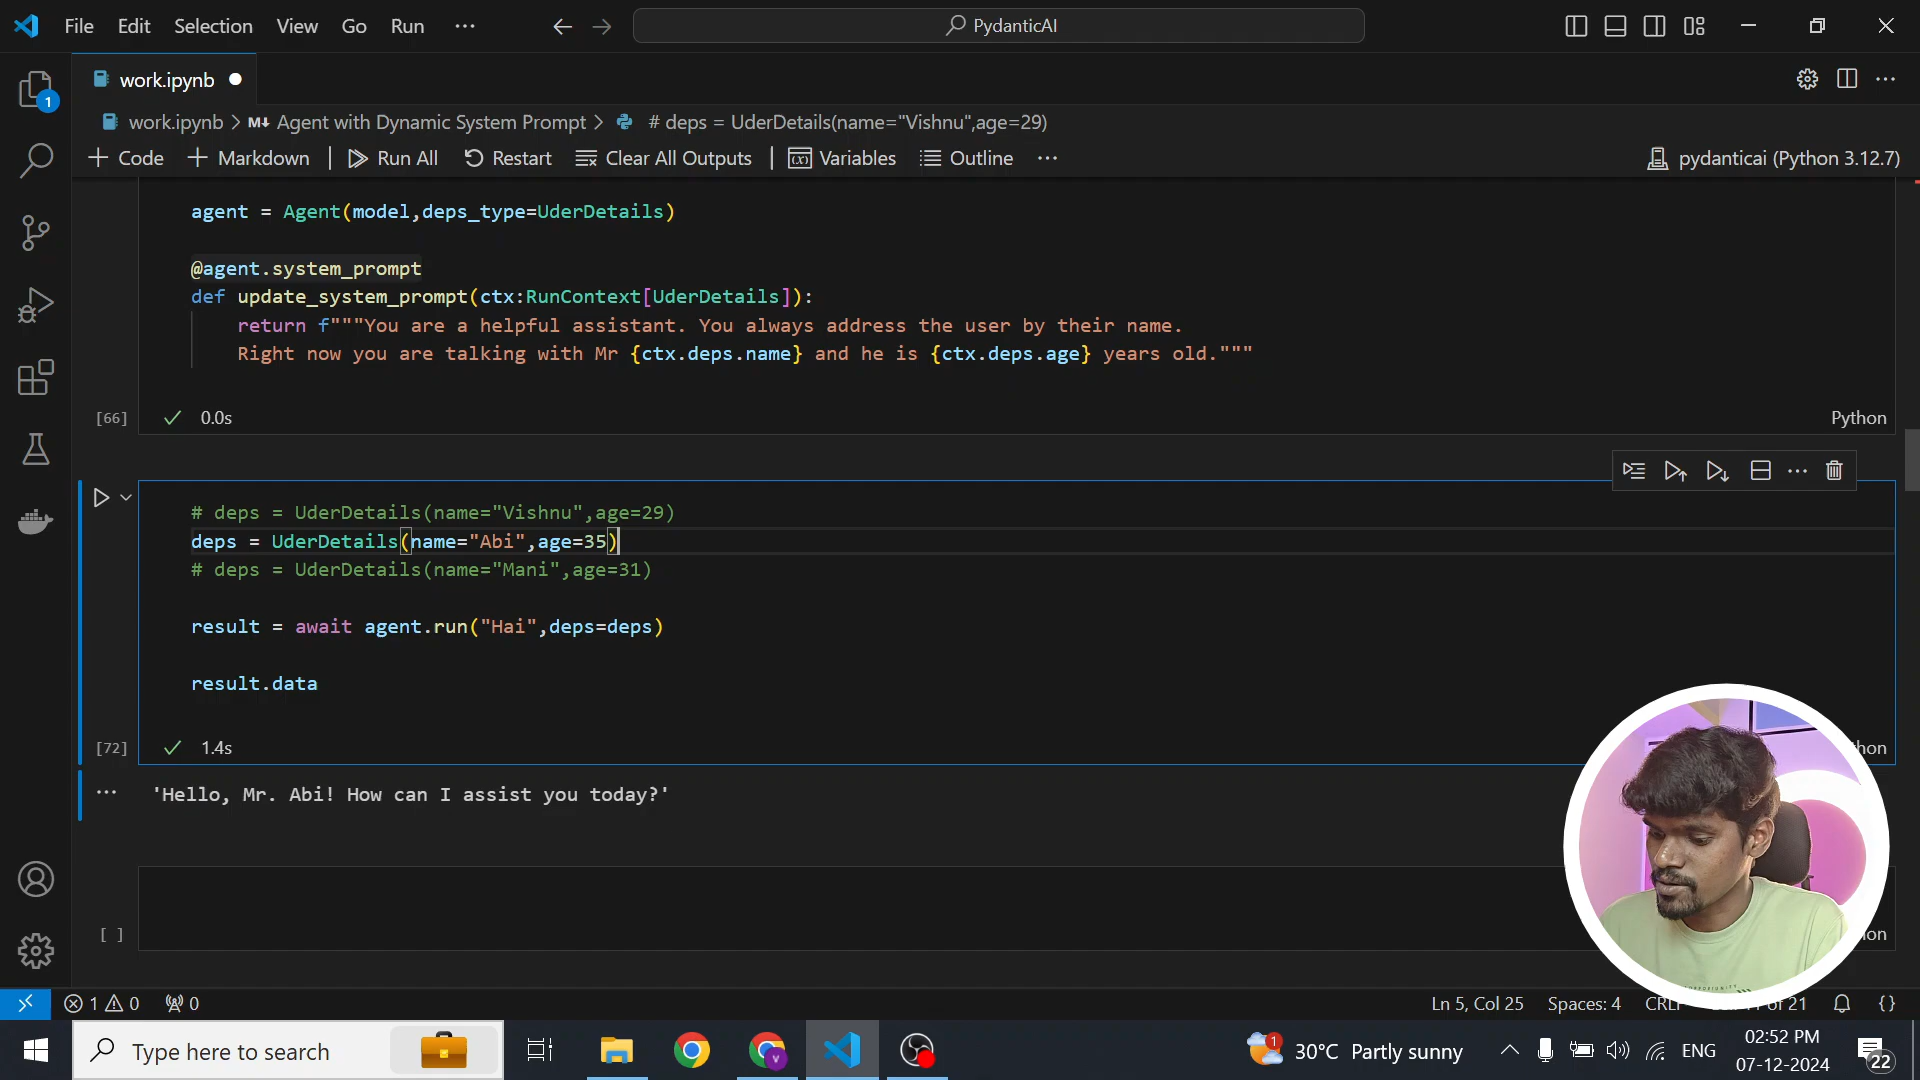 File Edit Selection View Go Run ··· PydanticAI
work.ipynb
work.ipynb > M↓ Agent with Dynamic System Prompt > # deps = UderDetails(name="Vishnu",age=29)
+ Code + Markdown Run All Restart Clear All Outputs Variables Outline ··· pydanticai (Python 3.12.7)
agent = Agent(model,deps_type=UderDetails)
@agent.system_prompt
def update_system_prompt(ctx:RunContext[UderDetails]):
return f"""You are a helpful assistant. You always address the user by their name.
Right now you are talking with Mr {ctx.deps.name} and he is {ctx.deps.age} years old."""
[66] 0.0s Python
# deps = UderDetails(name="Vishnu",age=29)
deps = UderDetails(name="Abi",age=35)
# deps = UderDetails(name="Mani",age=31)
result = await agent.run("Hai",deps=deps)
result.data
[72] 1.4s
'Hello, Mr. Abi! How can I assist you today?'
[ ]
1 0 0 Ln 5, Col 25 Spaces: 4 of 21 {}
Type here to search 1 30°C Partly sunny ENG 02:52 PM
07-12-2024 22